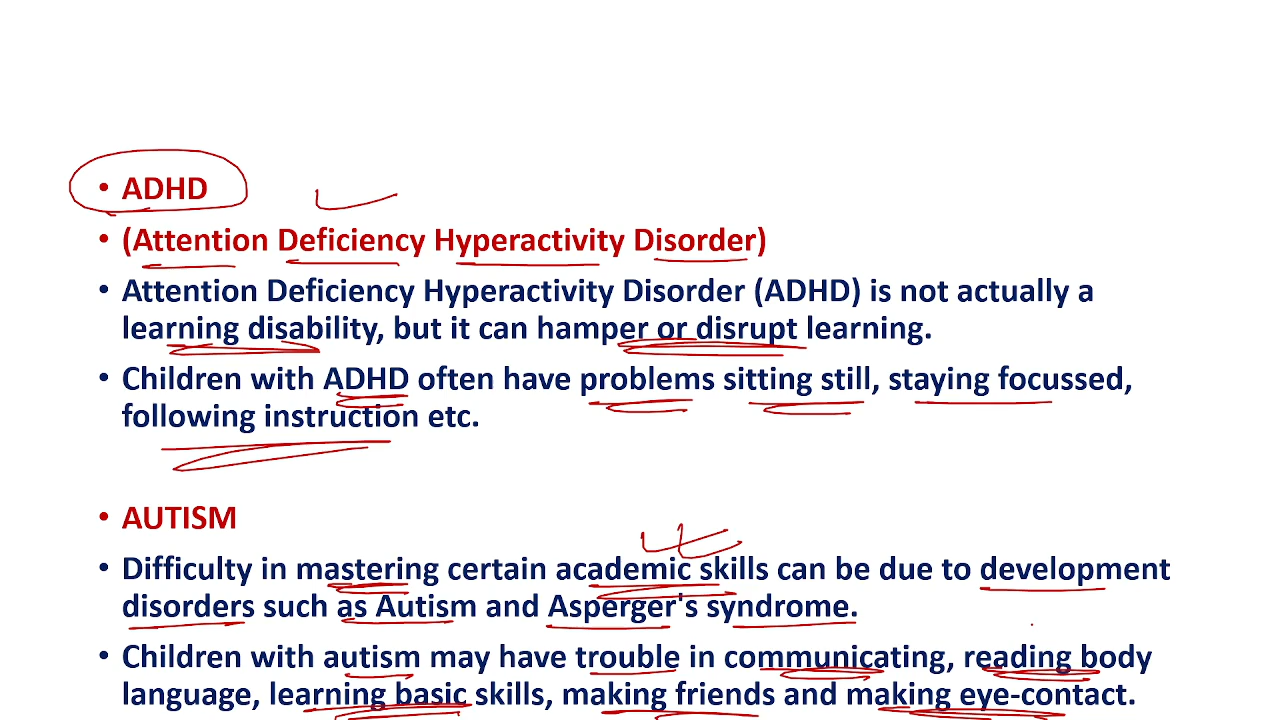 • ADHD
• (Attention Deficiency Hyperactivity Disorder)
• Attention Deficiency Hyperactivity Disorder (ADHD) is not actually a
learning disability, but it can hamper or disrupt learning.
• Children with ADHD often have problems sitting still, staying focussed,
following instruction etc.
• AUTISM
• Difficulty in mastering certain academic skills can be due to development
disorders such as Autism and Asperger's syndrome.
• Children with autism may have trouble in communicating, reading body
language, learning basic skills, making friends and making eye-contact.